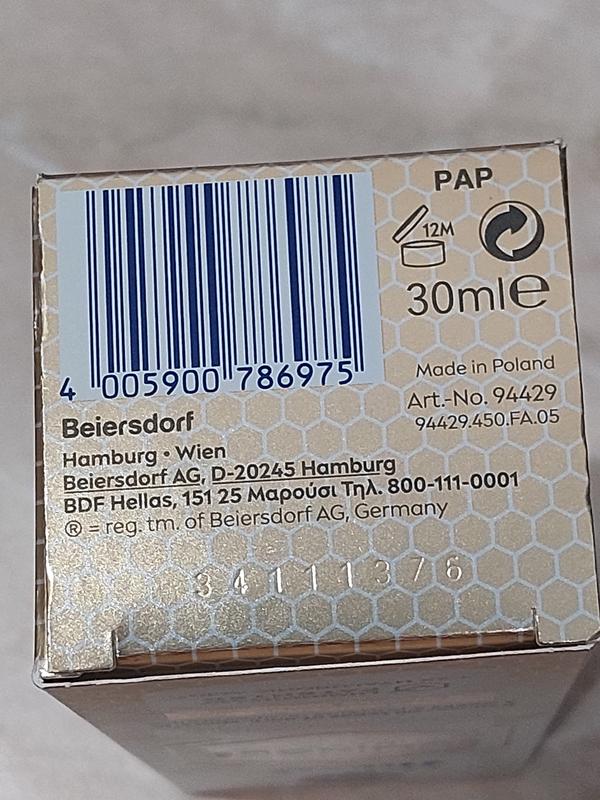 PAP
12M
30ml℮
4 005900 786975
Made in Poland
Art.-No. 94429
94429.450.FA.05
Beiersdorf
Hamburg • Wien
Beiersdorf AG, D-20245 Hamburg
BDF Hellas, 151 25 Μαρούσι Τηλ. 800-111-0001
® = reg. tm. of Beiersdorf AG, Germany
34111376